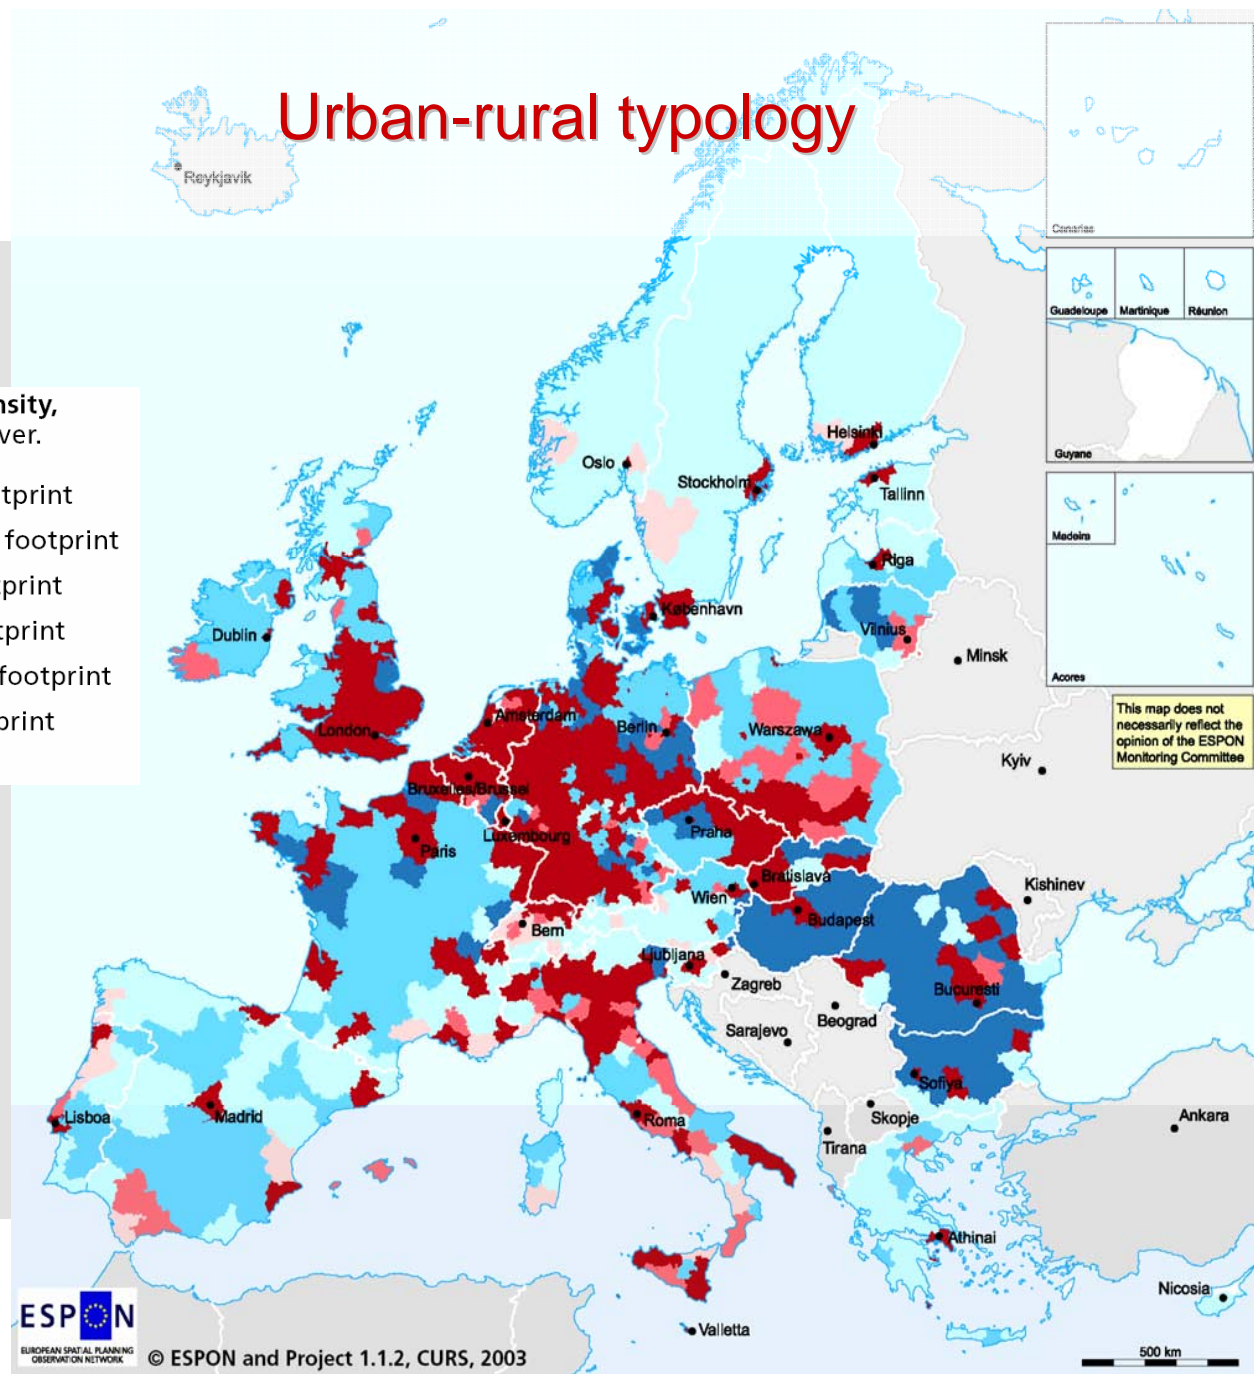 Urban-rural typology
Reykjavik
Canarias
Guadeloupe
Martinique
Réunion
Guyane
Madeira
Acores
nsity,
ver.
tprint
footprint
tprint
tprint
footprint
print
Helsinki
Oslo
Stockholm
Tallinn
Riga
København
Vilnius
Dublin
Minsk
Amsterdam
Berlin
Warszawa
London
Kyiv
Bruxelles/Brussel
Luxembourg
Praha
Paris
Bratislava
Wien
Kishinev
Budapest
Bern
Ljubljana
Zagreb
Bucuresti
Beograd
Sarajevo
Sofiya
Lisboa
Madrid
Roma
Skopje
Tirana
Ankara
Athinai
Nicosia
Valletta
This map does not
necessarily reflect the
opinion of the ESPON
Monitoring Committee
ESPON
EUROPEAN SPATIAL PLANNING
OBSERVATION NETWORK
© ESPON and Project 1.1.2, CURS, 2003
500 km